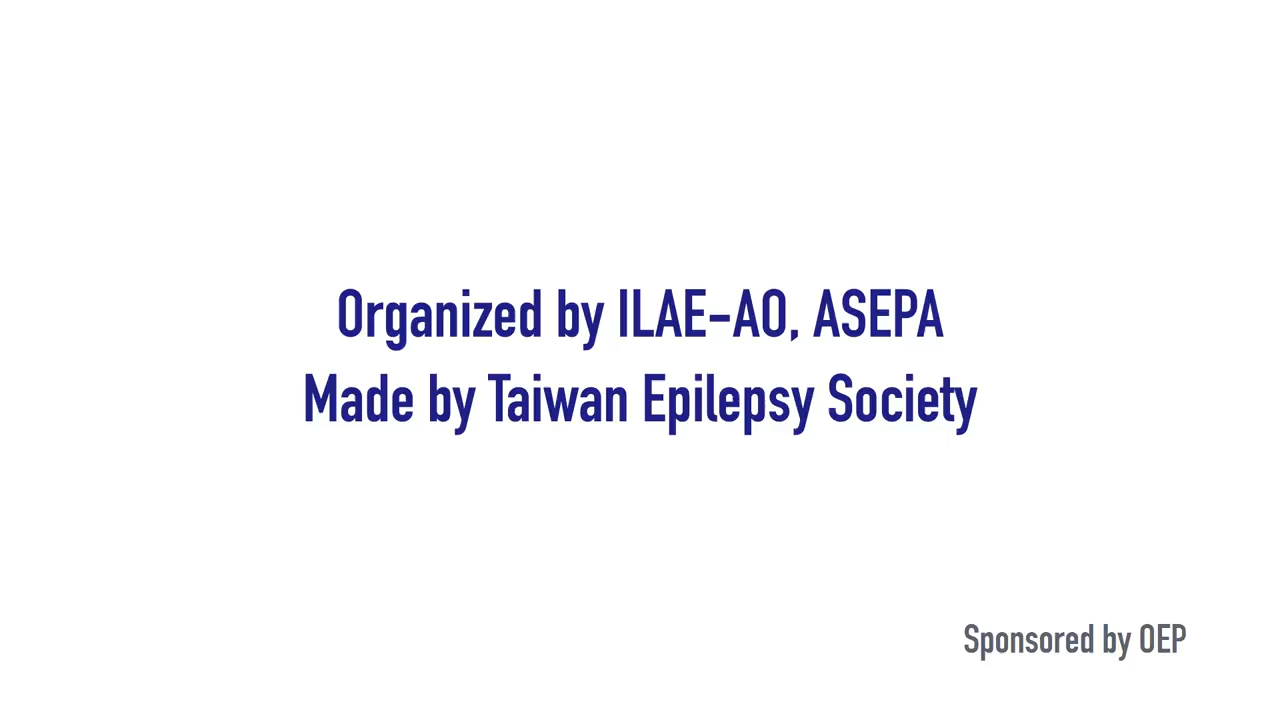 Organized by ILAE-AO, ASEPA
Made by Taiwan Epilepsy Society
Sponsored by OEP